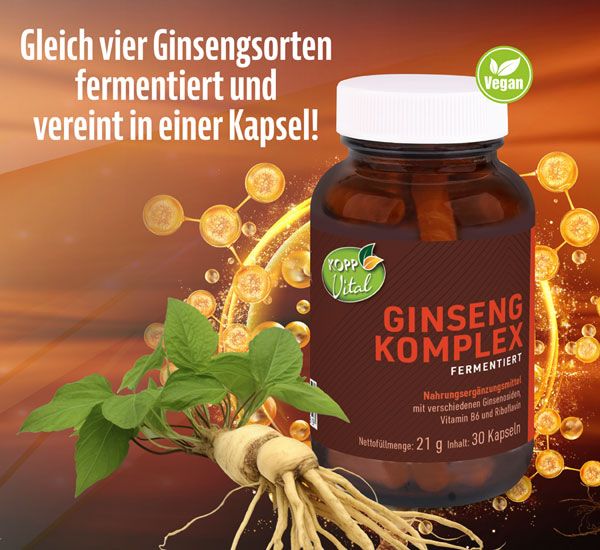 Gleich vier Ginsengsorten
fermentiert und
vereint in einer Kapsel!
Vegan
KOPP
Vital
GINSENG
KOMPLEX
FERMENTIERT
Nahrungsergänzungsmittel
mit verschiedenen Ginsenosiden,
Vitamin B6 und Riboflavin
Nettofüllmenge: 21 g Inhalt: 30 Kapseln